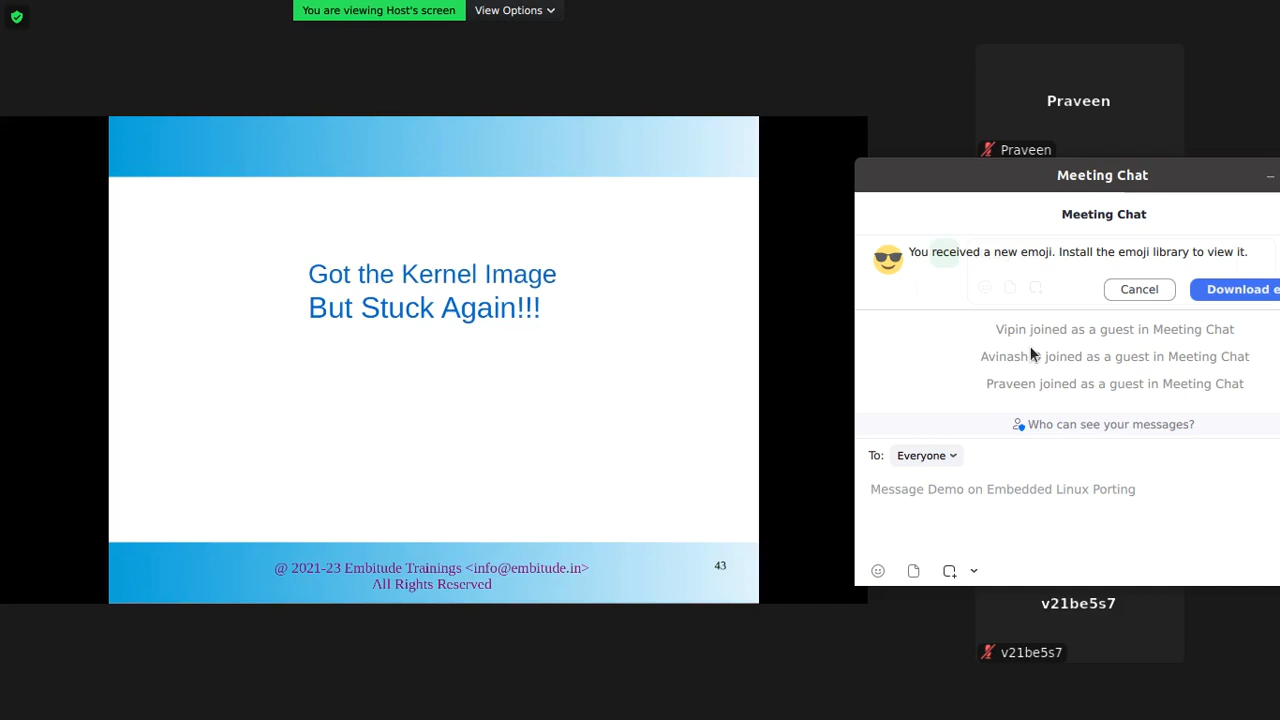 You are viewing Host's screen
View Options
Praveen
Praveen
Meeting Chat
Meeting Chat
You received a new emoji. Install the emoji library to view it.
Cancel
Download e
Got the Kernel Image
But Stuck Again!!!
Vipin joined as a guest in Meeting Chat
Avinash joined as a guest in Meeting Chat
Praveen joined as a guest in Meeting Chat
Who can see your messages?
To: Everyone
Message Demo on Embedded Linux Porting
@ 2021-23 Embitude Trainings <info@embitude.in>
All Rights Reserved
43
v21be5s7
v21be5s7